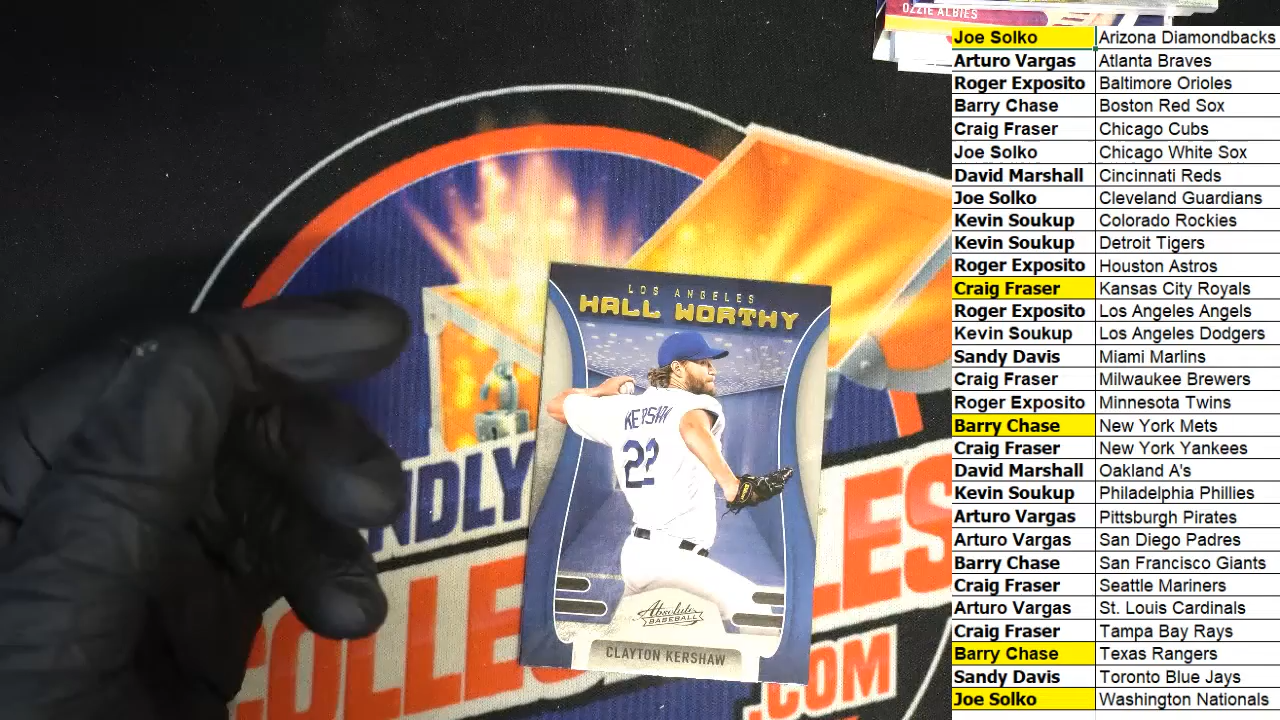 OZZIE ALBIES
LOS ANGELES
HALL WORTHY
KERSHAW
22
Absolute
BASEBALL
CLAYTON KERSHAW
NDLY
COLLE
ES
.COM
Joe Solko Arizona Diamondbacks
Arturo Vargas Atlanta Braves
Roger Exposito Baltimore Orioles
Barry Chase Boston Red Sox
Craig Fraser Chicago Cubs
Joe Solko Chicago White Sox
David Marshall Cincinnati Reds
Joe Solko Cleveland Guardians
Kevin Soukup Colorado Rockies
Kevin Soukup Detroit Tigers
Roger Exposito Houston Astros
Craig Fraser Kansas City Royals
Roger Exposito Los Angeles Angels
Kevin Soukup Los Angeles Dodgers
Sandy Davis Miami Marlins
Craig Fraser Milwaukee Brewers
Roger Exposito Minnesota Twins
Barry Chase New York Mets
Craig Fraser New York Yankees
David Marshall Oakland A's
Kevin Soukup Philadelphia Phillies
Arturo Vargas Pittsburgh Pirates
Arturo Vargas San Diego Padres
Barry Chase San Francisco Giants
Craig Fraser Seattle Mariners
Arturo Vargas St. Louis Cardinals
Craig Fraser Tampa Bay Rays
Barry Chase Texas Rangers
Sandy Davis Toronto Blue Jays
Joe Solko Washington Nationals